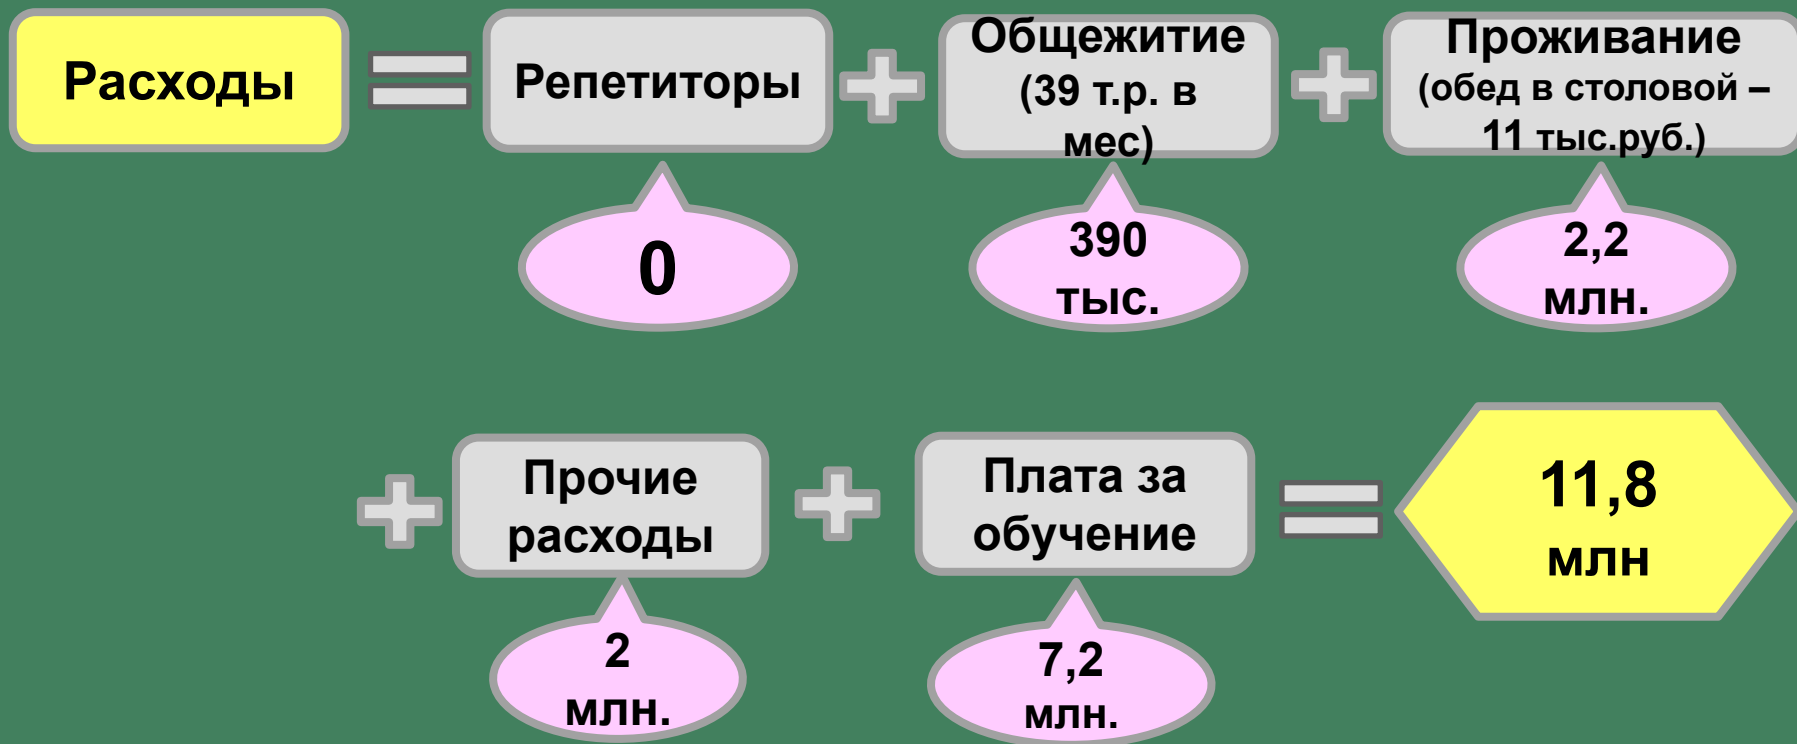 Расходы
Репетиторы
Общежитие
(39 т.р. в
мес)
Проживание
(обед в столовой –
11 тыс.руб.)
0
390
тыс.
2,2
млн.
Прочие
расходы
Плата за
обучение
11,8
млн
2
млн.
7,2
млн.